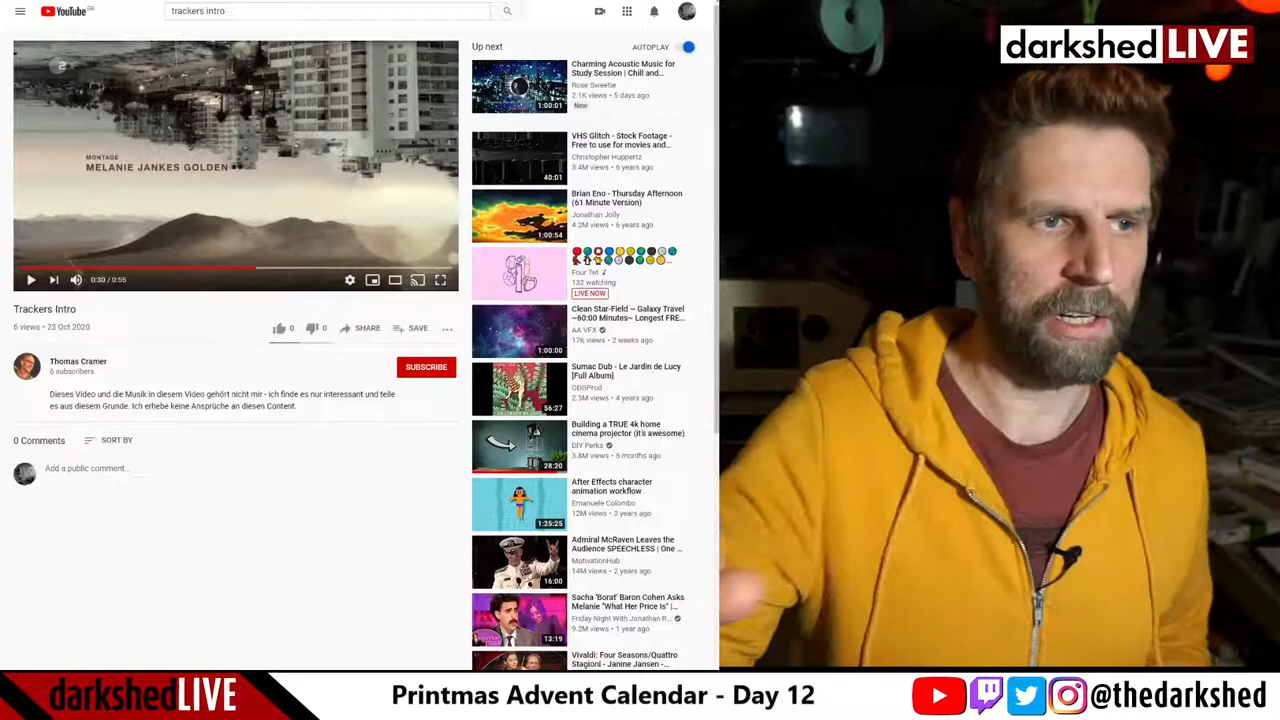 YouTube
trackers intro
MONTAGE
MELANIE JANKES GOLDEN
0:30 / 0:55
Trackers Intro
6 views • 23 Oct 2020
0
0
SHARE
SAVE
Thomas Cramer
6 subscribers
SUBSCRIBE
Dieses Video und die Musik in diesem Video gehört nicht mir - ich finde es nur interessant und teile
es aus diesem Grunde. Ich erhebe keine Ansprüche an diesen Content.
0 Comments
SORT BY
Add a public comment...
Up next
AUTOPLAY
1:00:01
Charming Acoustic Music for
Study Session | Chill and...
Rose Sweetie
2.1K views • 5 days ago
New
40:01
VHS Glitch - Stock Footage -
Free to use for movies and...
Christopher Huppertz
3.4M views • 6 years ago
1:00:54
Brian Eno - Thursday Afternoon
(61 Minute Version)
Jonathan Jolly
4.2M views • 6 years ago
Four Tet
132 watching
LIVE NOW
1:00:00
Clean Star-Field ~ Galaxy Travel
~60:00 Minutes~ Longest FRE...
AA VFX
17K views • 2 weeks ago
56:27
Sumac Dub - Le Jardin de Lucy
[Full Album]
ODGProd
2.3M views • 4 years ago
28:20
Building a TRUE 4k home
cinema projector (it's awesome)
DIY Perks
3.8M views • 5 months ago
1:25:25
After Effects character
animation workflow
Emanuele Colombo
12M views • 3 years ago
16:00
Admiral McRaven Leaves the
Audience SPEECHLESS | One ...
MotivationHub
14M views • 2 years ago
13:19
Sacha 'Borat' Baron Cohen Asks
Melanie "What Her Price Is" |...
Friday Night With Jonathan R...
9.2M views • 1 year ago
Vivaldi: Four Seasons/Quattro
Stagioni - Janine Jansen -...
darkshed LIVE
darkshedLIVE
Printmas Advent Calendar - Day 12
@thedarkshed